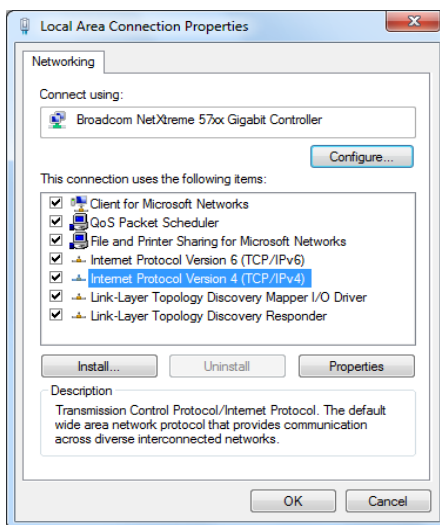 Local Area Connection Properties
Networking
Connect using:
Broadcom NetXtreme 57xx Gigabit Controller
Configure...
This connection uses the following items:
Client for Microsoft Networks
QoS Packet Scheduler
File and Printer Sharing for Microsoft Networks
Internet Protocol Version 6 (TCP/IPv6)
Internet Protocol Version 4 (TCP/IPv4)
Link-Layer Topology Discovery Mapper I/O Driver
Link-Layer Topology Discovery Responder
Install... Uninstall Properties
Description
Transmission Control Protocol/Internet Protocol. The default
wide area network protocol that provides communication
across diverse interconnected networks.
OK Cancel